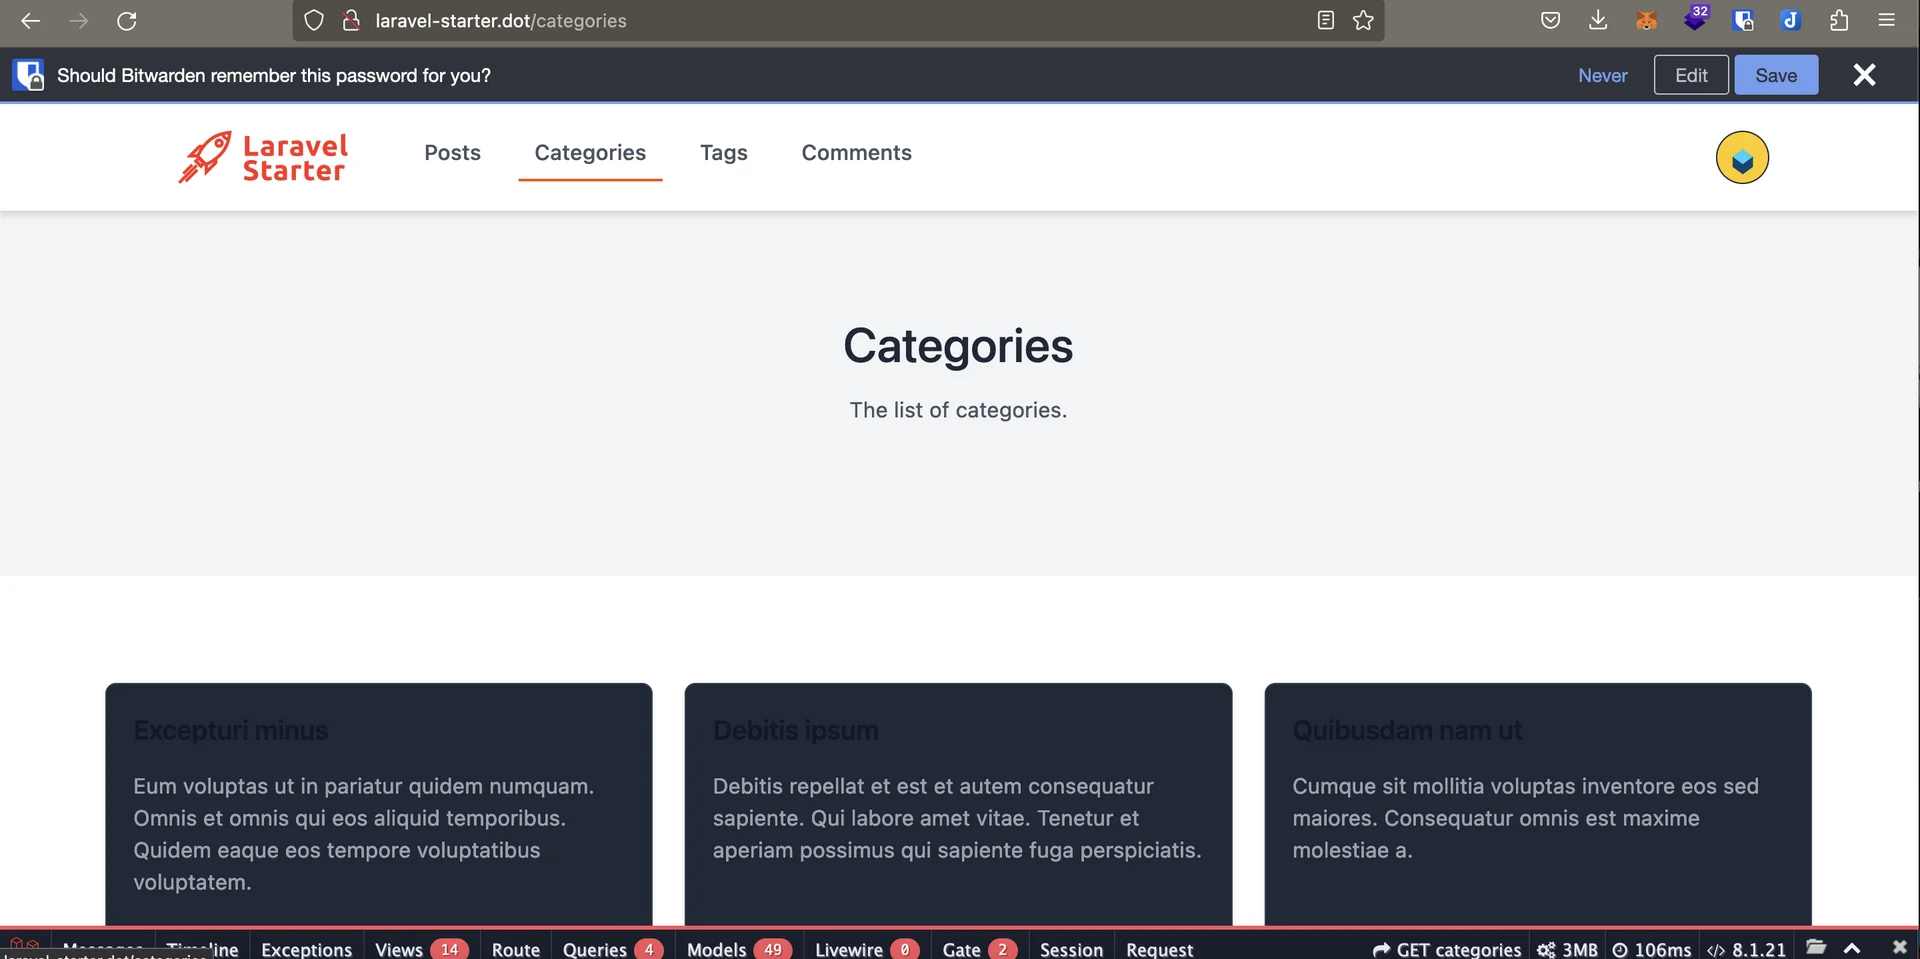 laravel-starter.dot/categories
32
Should Bitwarden remember this password for you?
Never
Edit
Save
Laravel
Starter
Posts
Categories
Tags
Comments
Categories
The list of categories.
Excepturi minus
Eum voluptas ut in pariatur quidem numquam.
Omnis et omnis qui eos aliquid temporibus.
Quidem eaque eos tempore voluptatibus
voluptatem.
Debitis ipsum
Debitis repellat et est et autem consequatur
sapiente. Qui labore amet vitae. Tenetur et
aperiam possimus qui sapiente fuga perspiciatis.
Quibusdam nam ut
Cumque sit mollitia voluptas inventore eos sed
maiores. Consequatur omnis est maxime
molestiae a.
Messages Timeline Exceptions Views 14 Route Queries 4 Models 49 Livewire 0 Gate 2 Session Request GET categories 3MB 106ms 8.1.21